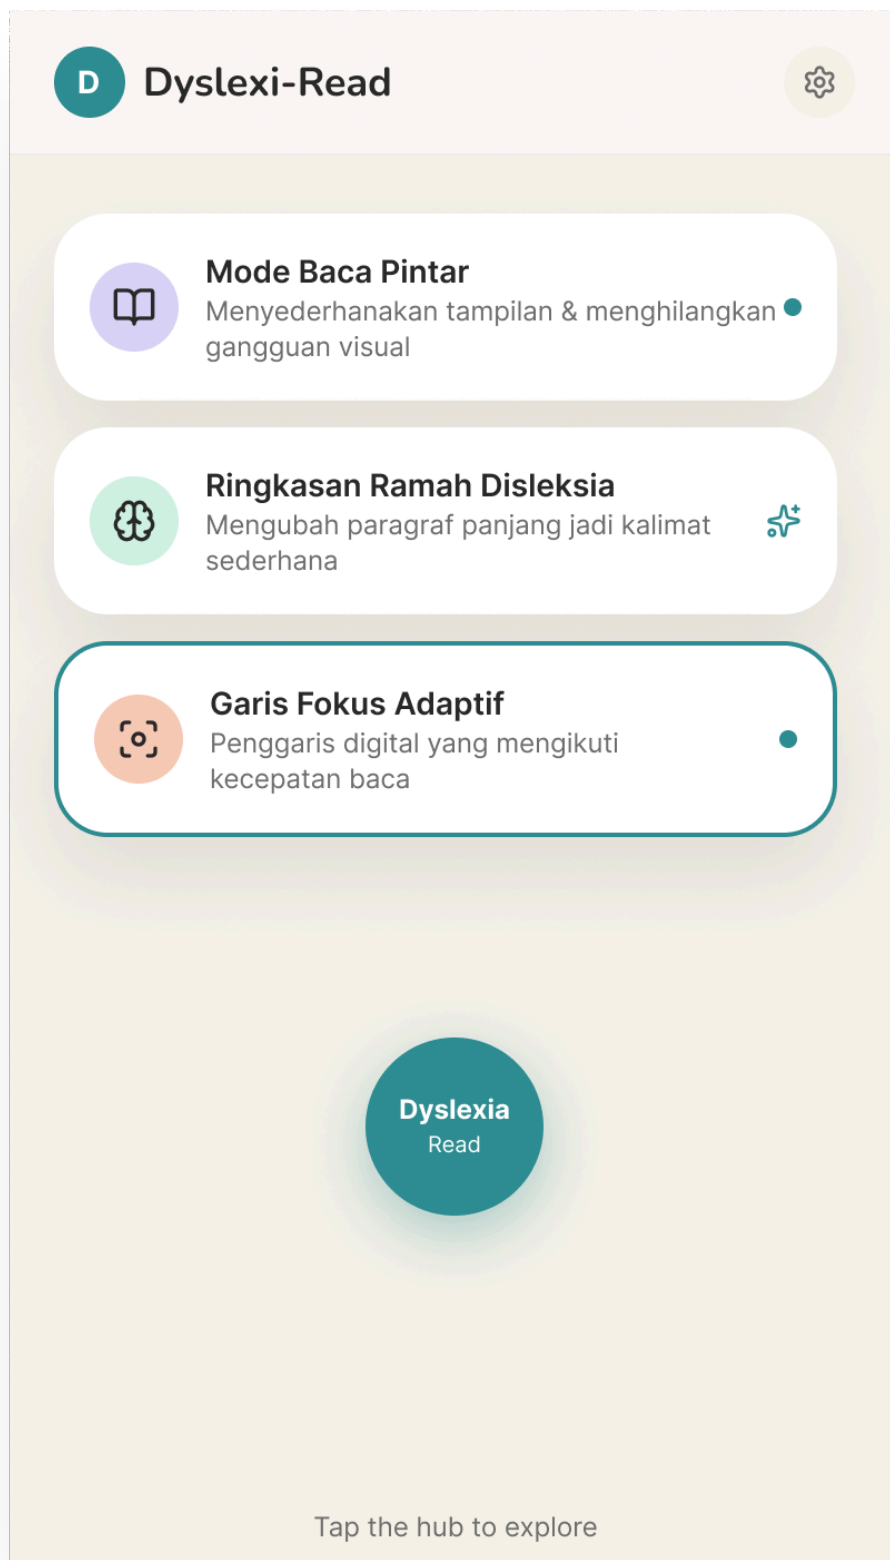 D
Dyslexi-Read
Mode Baca Pintar
Menyederhanakan tampilan & menghilangkan
gangguan visual
Ringkasan Ramah Disleksia
Mengubah paragraf panjang jadi kalimat
sederhana
Garis Fokus Adaptif
Penggaris digital yang mengikuti
kecepatan baca
Dyslexia
Read
Tap the hub to explore